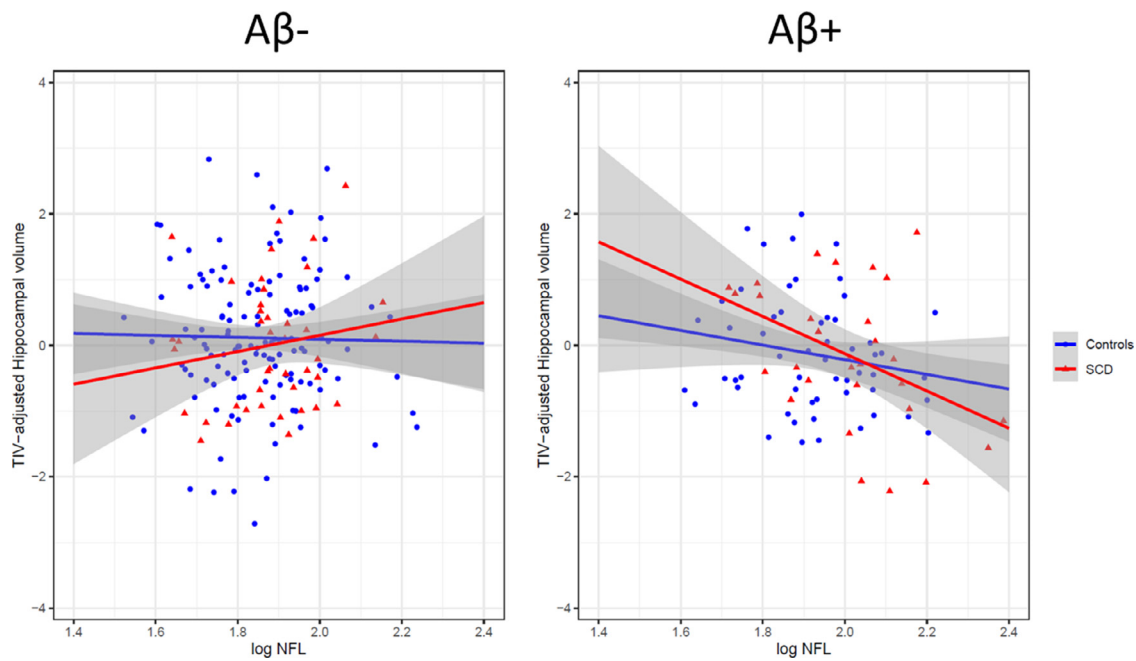 Aβ-
Aβ+
TIV-adjusted Hippocampal volume
4
2
0
−2
−4
1.4 1.6 1.8 2.0 2.2 2.4
log NFL
TIV-adjusted Hippocampal volume
4
2
0
−2
−4
1.4 1.6 1.8 2.0 2.2 2.4
log NFL
Controls
SCD